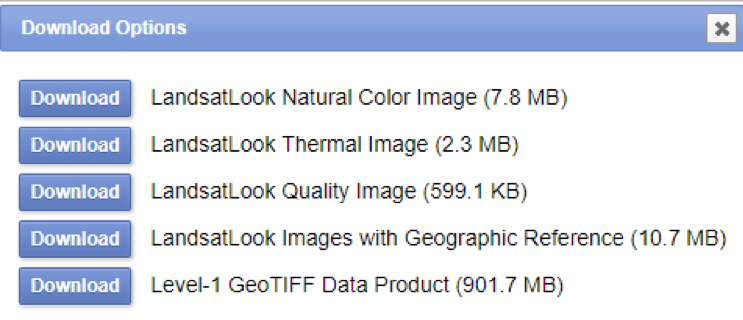 Download Options
Download LandsatLook Natural Color Image (7.8 MB)
Download LandsatLook Thermal Image (2.3 MB)
Download LandsatLook Quality Image (599.1 KB)
Download LandsatLook Images with Geographic Reference (10.7 MB)
Download Level-1 GeoTIFF Data Product (901.7 MB)